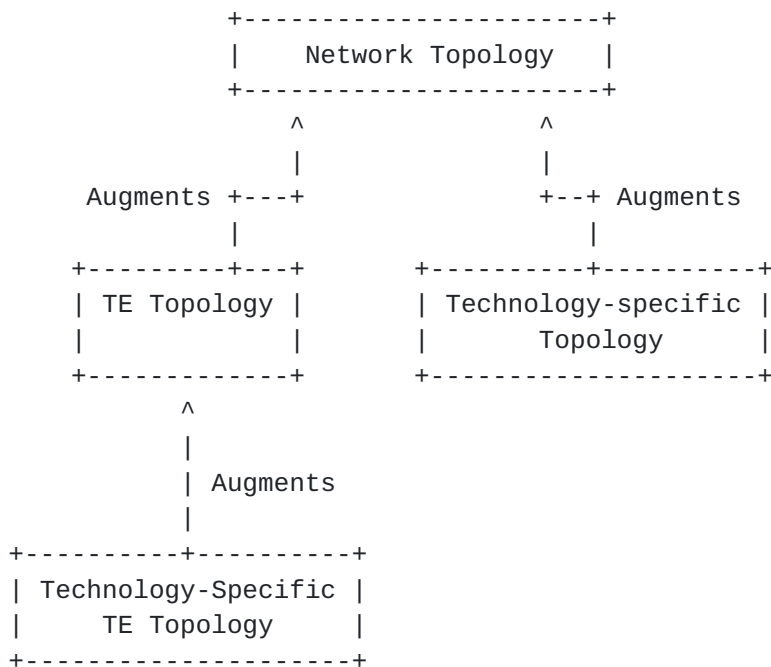 Network Topology
Augments
Augments
TE Topology
Technology-specific
Topology
Augments
Technology-Specific
TE Topology